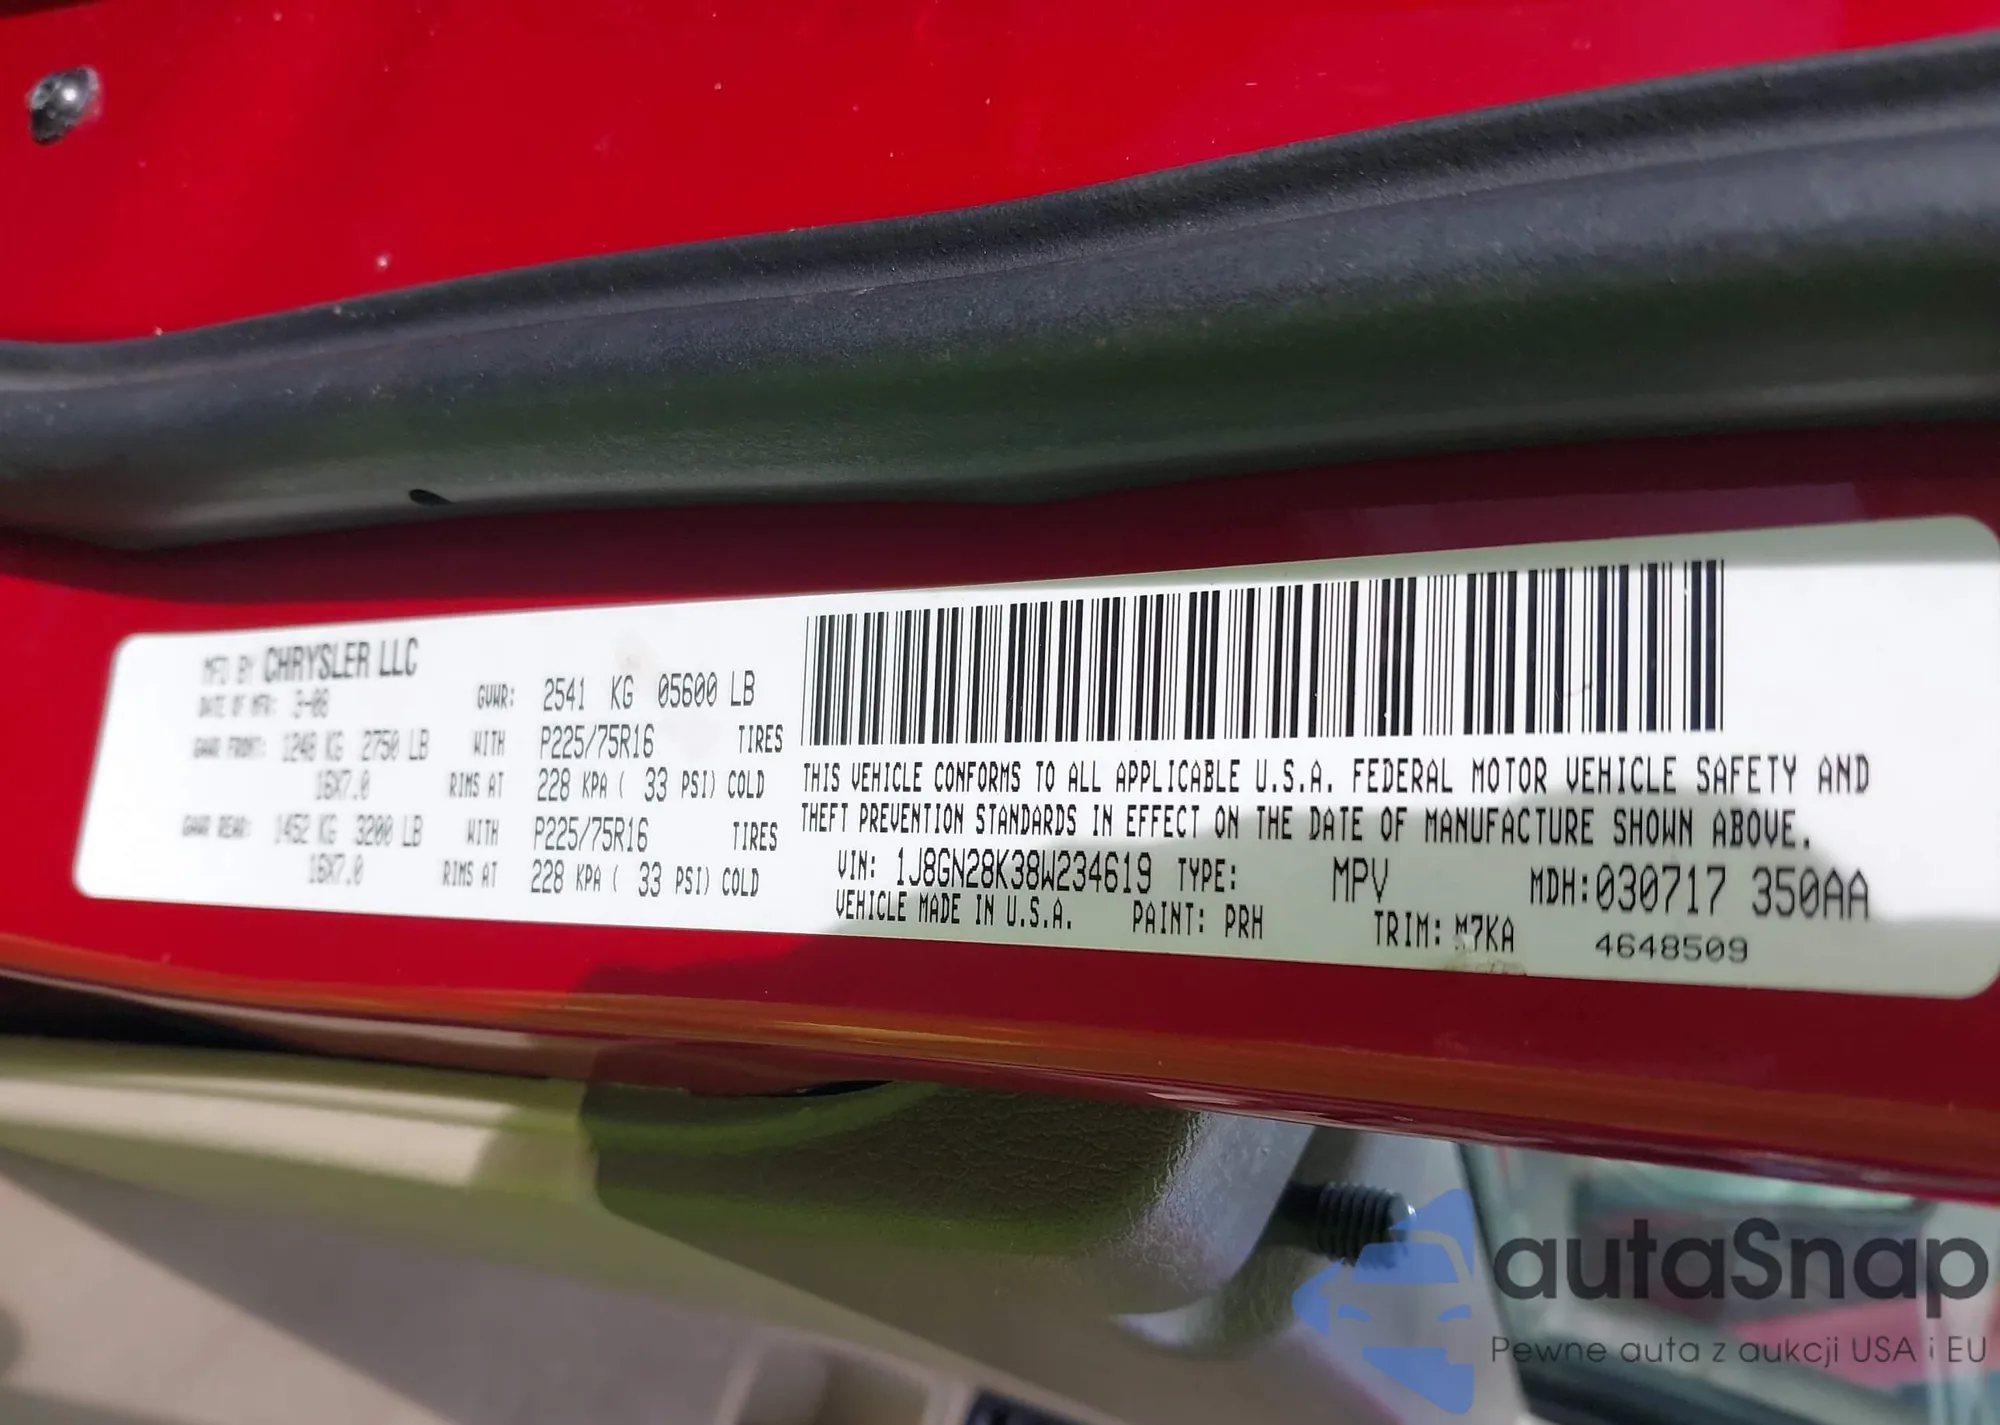 MFD BY CHRYSLER LLC
DATE OF MFR: 3-08
GVWR: 2541 KG 05600 LB
GAWR FRONT: 1248 KG 2750 LB WITH P225/75R16 TIRES
16X7.0 RIMS AT 228 KPA ( 33 PSI) COLD
GAWR REAR: 1452 KG 3200 LB WITH P225/75R16 TIRES
16X7.0 RIMS AT 228 KPA ( 33 PSI) COLD
THIS VEHICLE CONFORMS TO ALL APPLICABLE U.S.A. FEDERAL MOTOR VEHICLE SAFETY AND
THEFT PREVENTION STANDARDS IN EFFECT ON THE DATE OF MANUFACTURE SHOWN ABOVE.
VIN: 1J8GN28K38W234619 TYPE: MPV MDH:030717 350AA
VEHICLE MADE IN U.S.A. PAINT: PRH TRIM: M7KA 4648509
autaSnap
Pewne auta z aukcji USA i EU